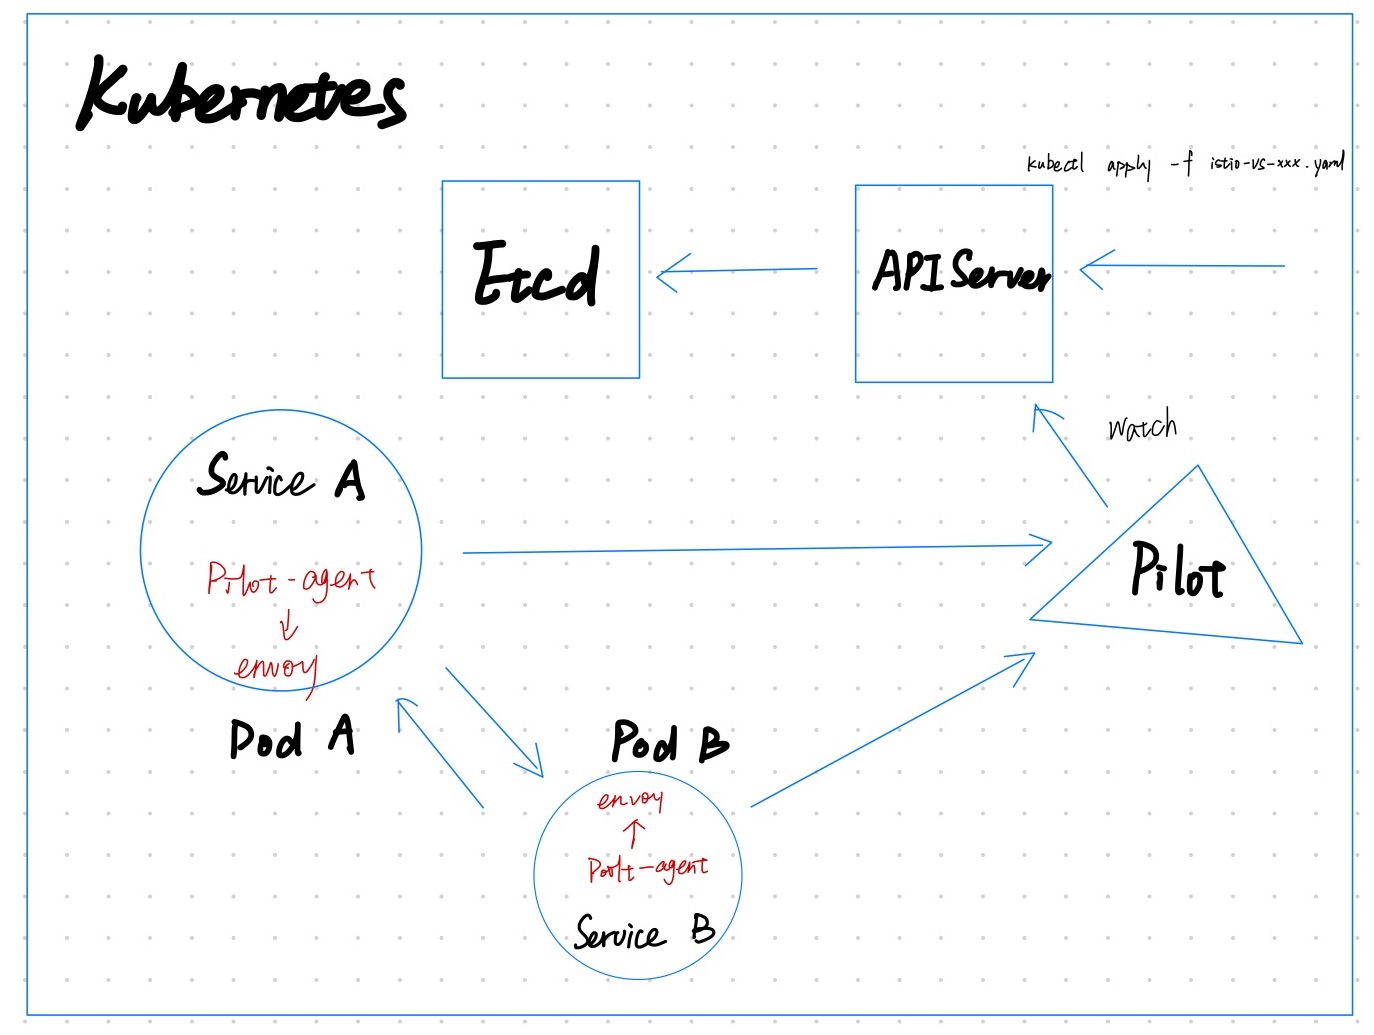 Kubernetes
kubectl apply -f istio-vs-xxx.yaml
Etcd
API Server
Watch
Service A
Pilot-agent
envoy
Pod A
Pilot
Pod B
envoy
Poilt-agent
Service B